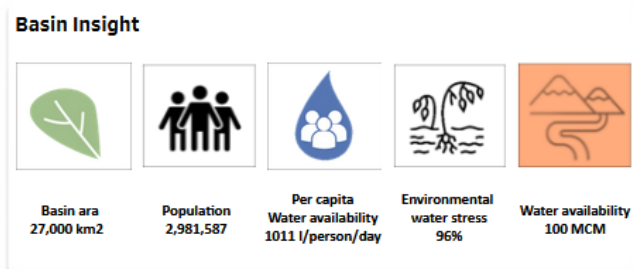 Basin Insight
Basin ara
27,000 km2
Population
2,981,587
Per capita
Water availability
1011 l/person/day
Environmental
water stress
96%
Water availability
100 MCM